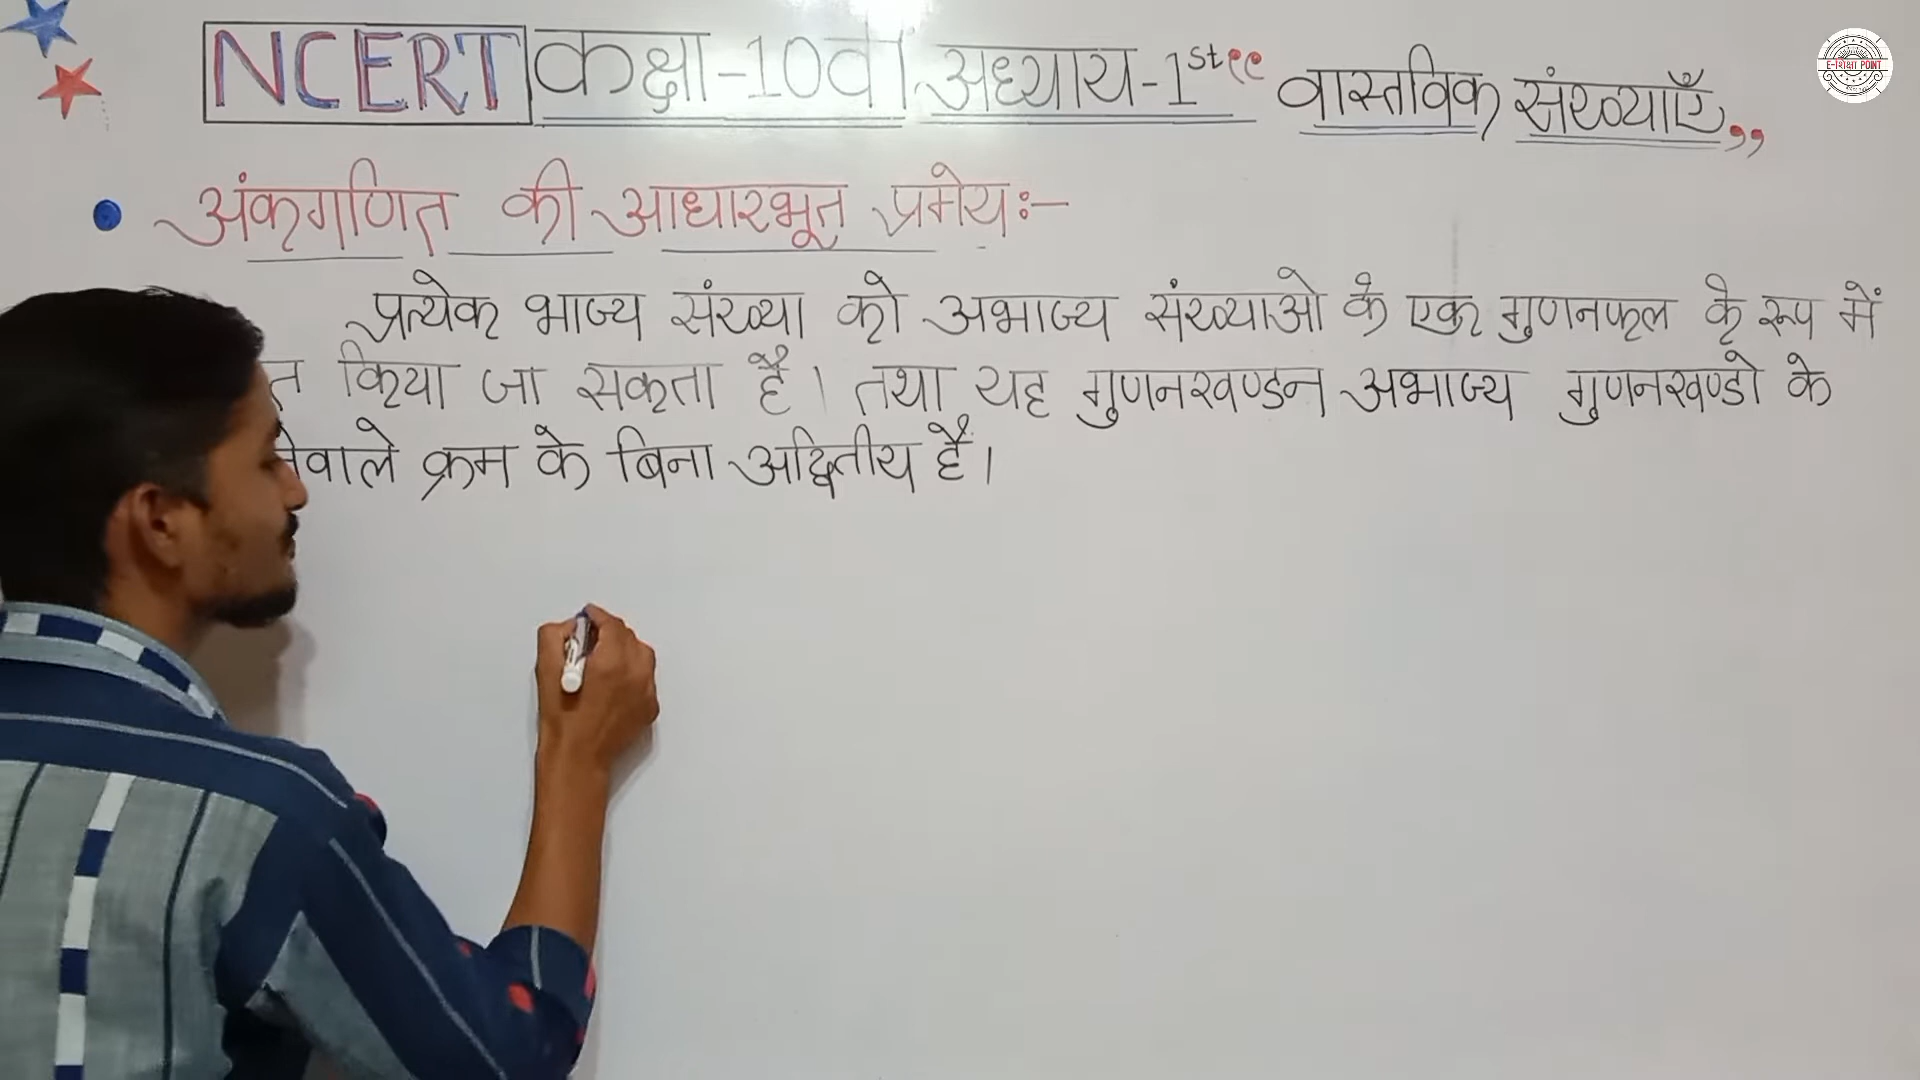 NCERT कक्षा-10वीं अध्याय-1st "वास्तविक संख्याएँ"
E-शिक्षा POINT
अंकगणित की आधारभूत प्रमेय:-
प्रत्येक भाज्य संख्या को अभाज्य संख्याओ के एक गुणनफल के रूप में
किया जा सकता है। तथा यह गुणनखण्डन अभाज्य गुणनखण्डो के
वाले क्रम के बिना अद्वितीय है।